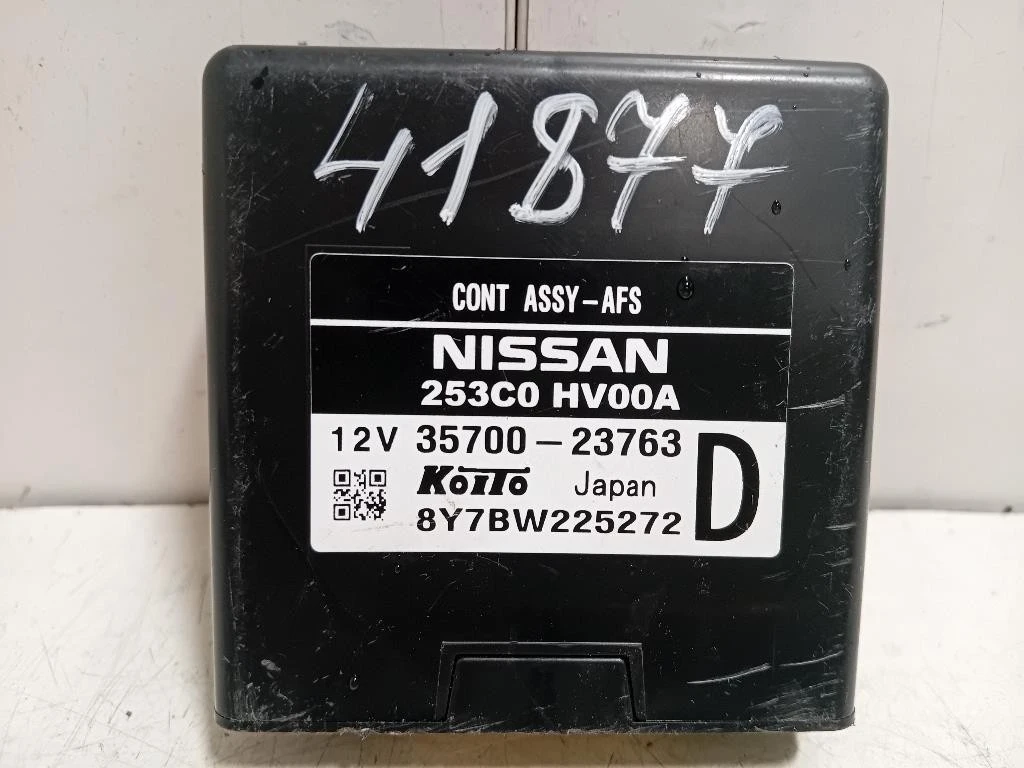 41877
CONT ASSY-AFS
NISSAN
253C0 HV00A
12V 35700-23763
KOITO Japan
8Y7BW225272
D